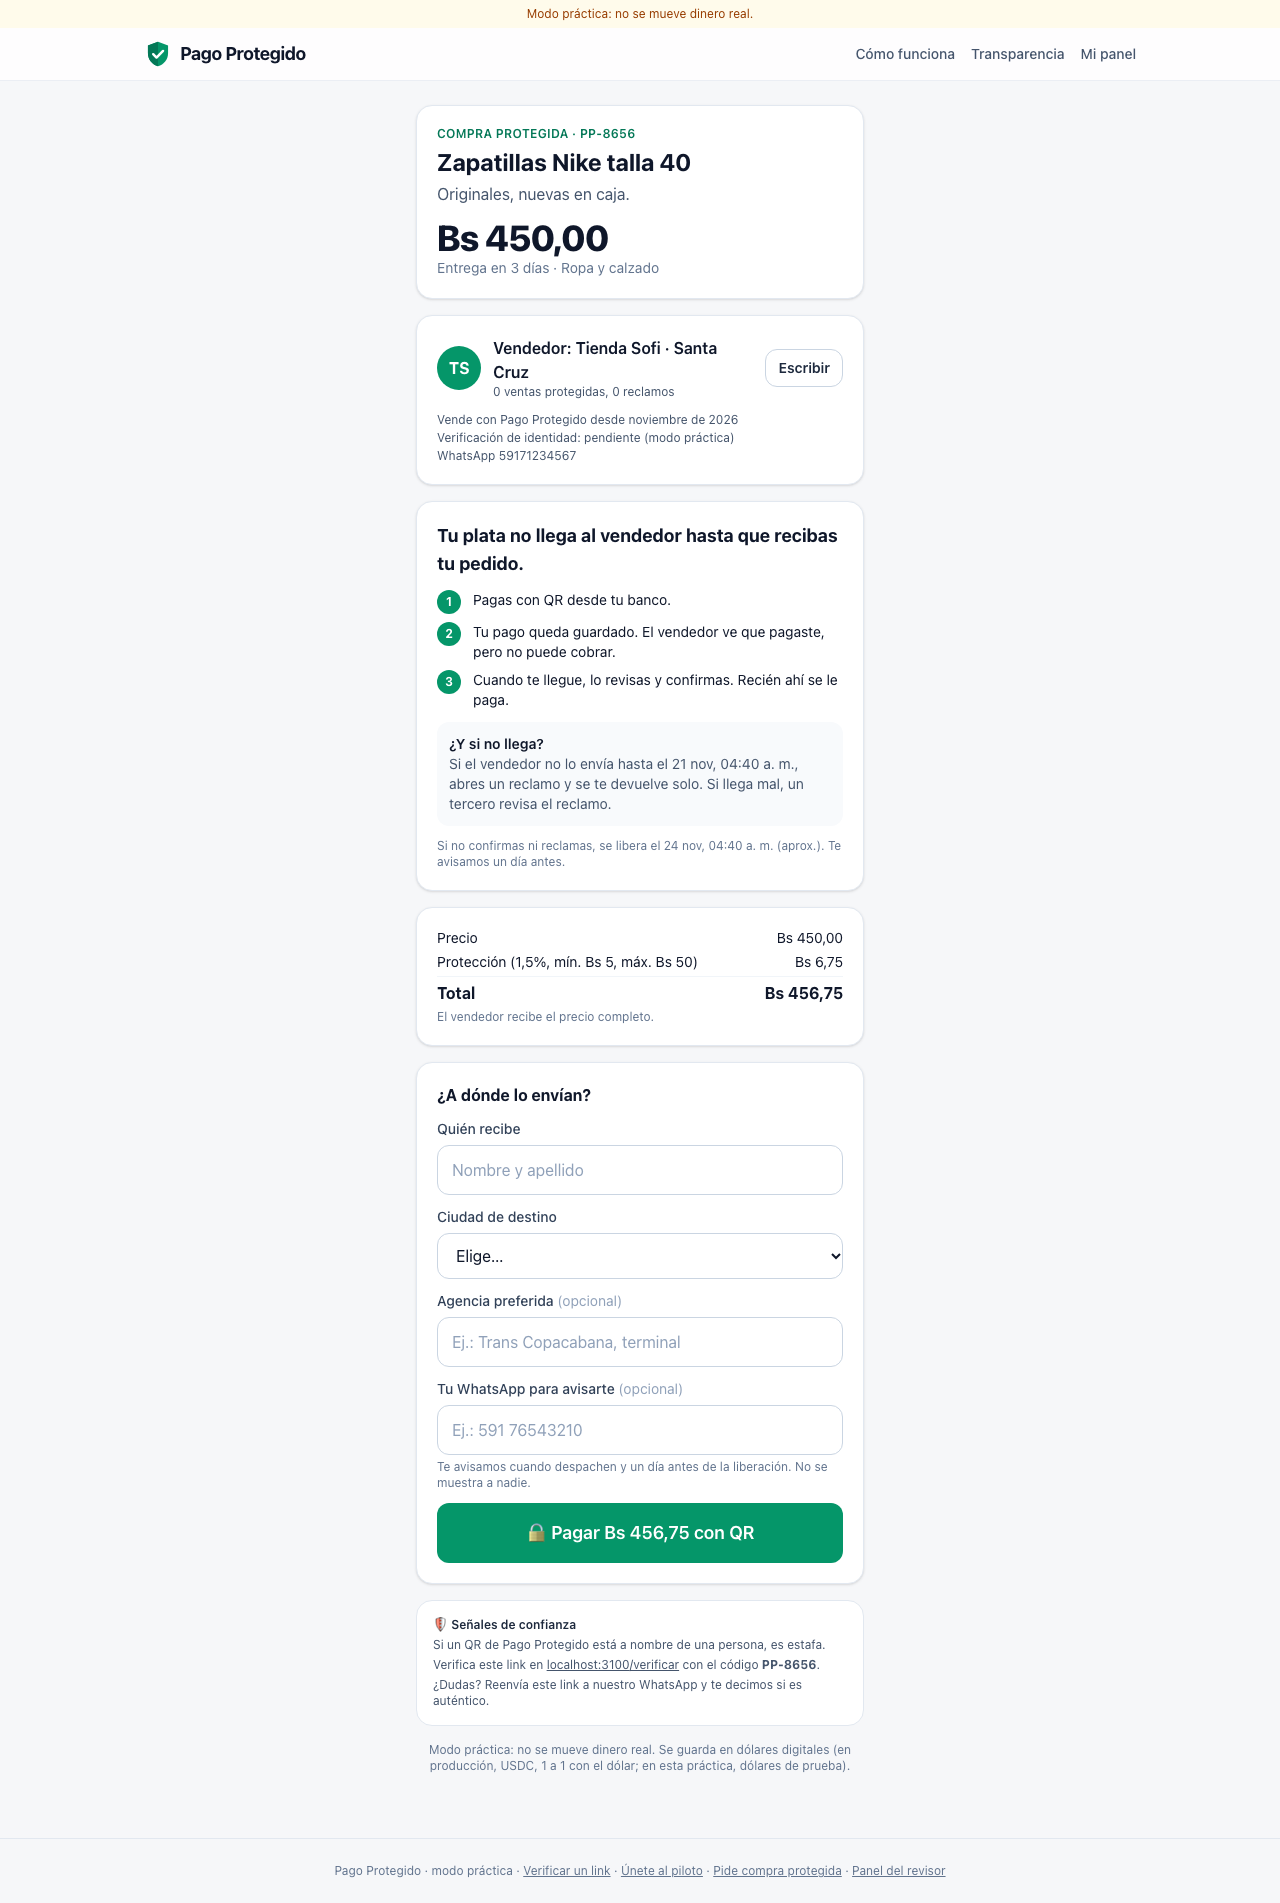 Modo práctica: no se mueve dinero real.
Pago Protegido
Cómo funciona Transparencia Mi panel
COMPRA PROTEGIDA · PP-8656
Zapatillas Nike talla 40
Originales, nuevas en caja.
Bs 450,00
Entrega en 3 días · Ropa y calzado
TS
Vendedor: Tienda Sofi · Santa
Cruz
0 ventas protegidas, 0 reclamos
Escribir
Vende con Pago Protegido desde noviembre de 2026
Verificación de identidad: pendiente (modo práctica)
WhatsApp 59171234567
Tu plata no llega al vendedor hasta que recibas
tu pedido.
1 Pagas con QR desde tu banco.
2 Tu pago queda guardado. El vendedor ve que pagaste,
pero no puede cobrar.
3 Cuando te llegue, lo revisas y confirmas. Recién ahí se le
paga.
¿Y si no llega?
Si el vendedor no lo envía hasta el 21 nov, 04:40 a. m.,
abres un reclamo y se te devuelve solo. Si llega mal, un
tercero revisa el reclamo.
Si no confirmas ni reclamas, se libera el 24 nov, 04:40 a. m. (aprox.). Te
avisamos un día antes.
Precio Bs 450,00
Protección (1,5%, mín. Bs 5, máx. Bs 50) Bs 6,75
Total Bs 456,75
El vendedor recibe el precio completo.
¿A dónde lo envían?
Quién recibe
Nombre y apellido
Ciudad de destino
Elige...
Agencia preferida (opcional)
Ej.: Trans Copacabana, terminal
Tu WhatsApp para avisarte (opcional)
Ej.: 591 76543210
Te avisamos cuando despachen y un día antes de la liberación. No se
muestra a nadie.
Pagar Bs 456,75 con QR
Señales de confianza
Si un QR de Pago Protegido está a nombre de una persona, es estafa.
Verifica este link en localhost:3100/verificar con el código PP-8656.
¿Dudas? Reenvía este link a nuestro WhatsApp y te decimos si es
auténtico.
Modo práctica: no se mueve dinero real. Se guarda en dólares digitales (en
producción, USDC, 1 a 1 con el dólar; en esta práctica, dólares de prueba).
Pago Protegido · modo práctica · Verificar un link · Únete al piloto · Pide compra protegida · Panel del revisor